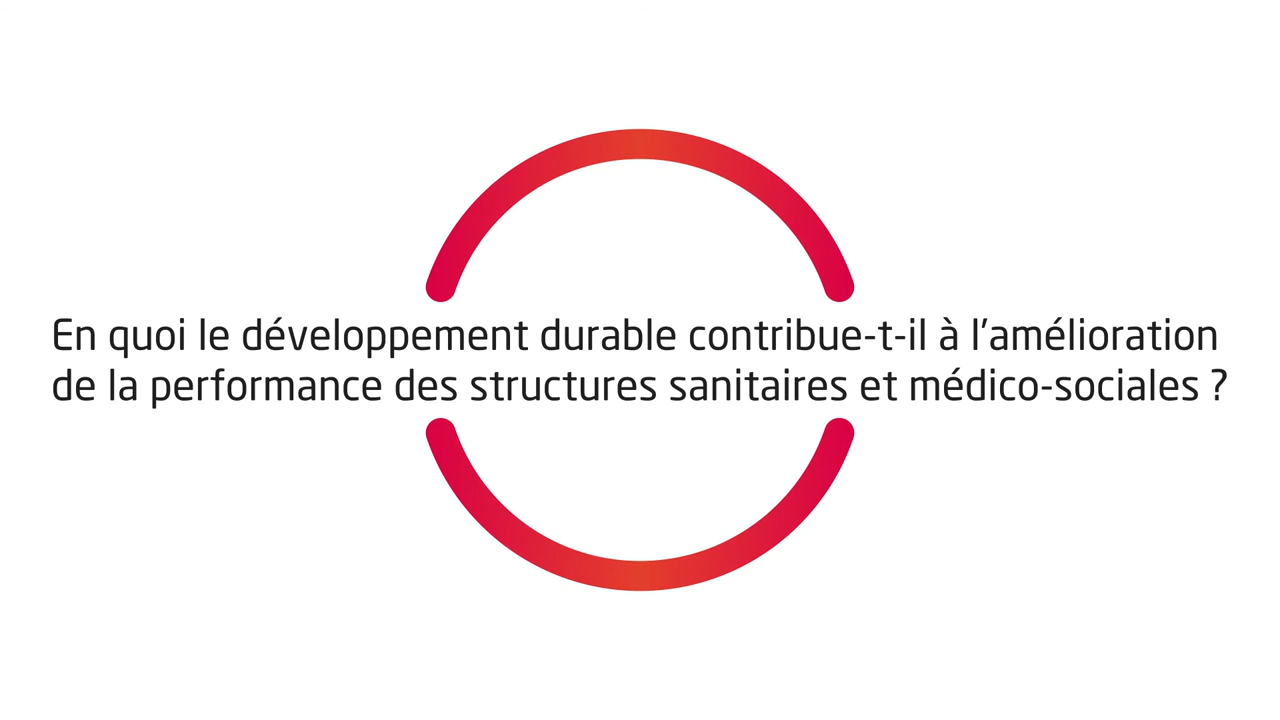 En quoi le développement durable contribue-t-il à l’amélioration
de la performance des structures sanitaires et médico-sociales ?